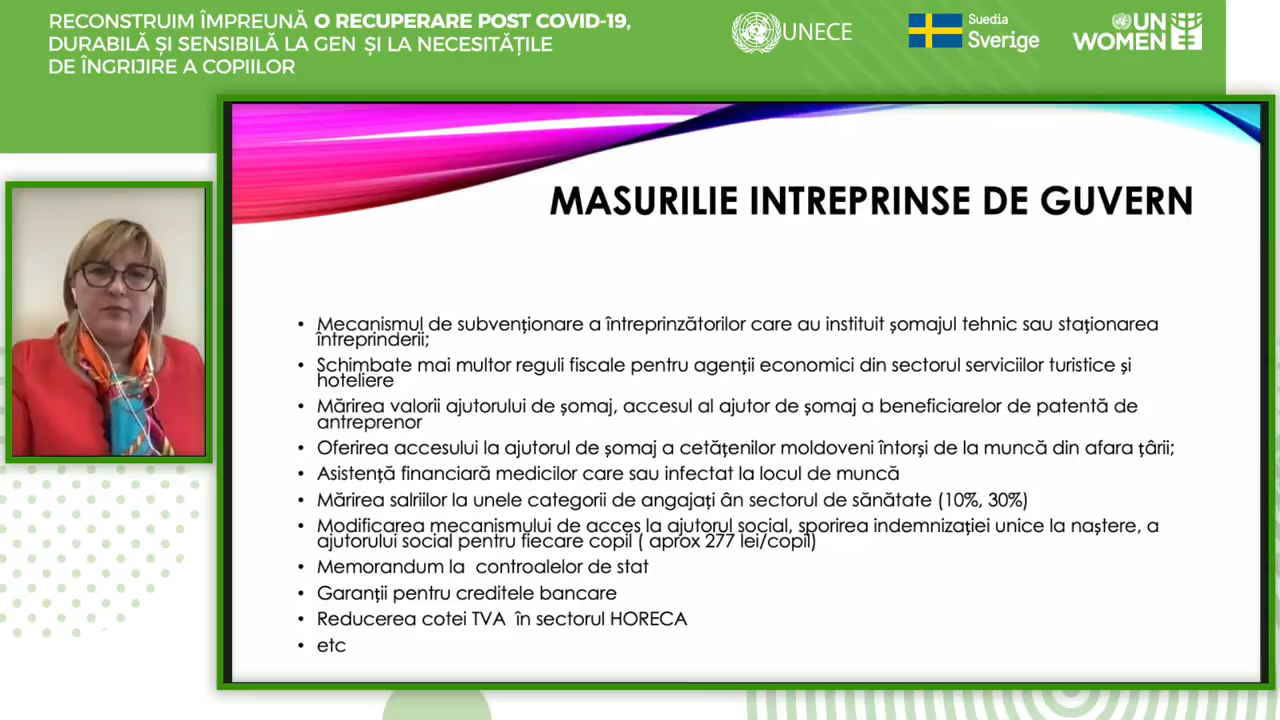 RECONSTRUIM ÎMPREUNĂ O RECUPERARE POST COVID-19,
DURABILĂ ȘI SENSIBILĂ LA GEN ȘI LA NECESITĂȚILE
DE ÎNGRIJIRE A COPIILOR
UNECE
Suedia
Sverige
UN
WOMEN
MASURILIE INTREPRINSE DE GUVERN
• Mecanismul de subvenționare a întreprinzătorilor care au instituit șomajul tehnic sau staționarea
întreprinderii;
• Schimbate mai multor reguli fiscale pentru agenții economici din sectorul serviciilor turistice și
hoteliere
• Mărirea valorii ajutorului de șomaj, accesul al ajutor de șomaj a beneficiarelor de patentă de
antreprenor
• Oferirea accesului la ajutorul de șomaj a cetățenilor moldoveni întorși de la muncă din afara țârii;
• Asistență financiară medicilor care sau infectat la locul de muncă
• Mărirea salriilor la unele categorii de angajați ân sectorul de sănătate (10%, 30%)
• Modificarea mecanismului de acces la ajutorul social, sporirea indemnizației unice la naștere, a
ajutorului social pentru fiecare copil ( aprox 277 lei/copil)
• Memorandum la controalelor de stat
• Garanții pentru creditele bancare
• Reducerea cotei TVA în sectorul HORECA
• etc